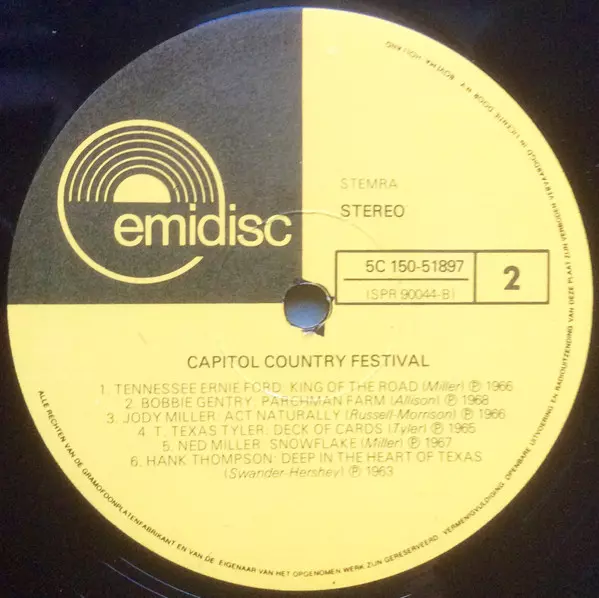 emidisc
STEMRA
STEREO
5C 150-51897
(SPR 90044-B)
2
CAPITOL COUNTRY FESTIVAL
1. TENNESSEE ERNIE FORD: KING OF THE ROAD (Miller) Ⓟ 1966
2. BOBBIE GENTRY: PARCHMAN FARM (Allison) Ⓟ 1968
3. JODY MILLER: ACT NATURALLY (Russell-Morrison) Ⓟ 1966
4. T. TEXAS TYLER: DECK OF CARDS (Tyler) Ⓟ 1965
5. NED MILLER: SNOWFLAKE (Miller) Ⓟ 1967
6. HANK THOMPSON: DEEP IN THE HEART OF TEXAS
(Swander-Hershey) Ⓟ 1963
ALLE RECHTEN VAN DE GRAMOFOONPLATENFABRIKANT EN VAN DE EIGENAAR VAN HET OPGENOMEN WERK ZIJN GERESERVEERD. VERMENIGVULDIGING, OPENBARE UITVOERING EN RADIOUITZENDING VAN DEZE PLAAT ZIJN VERBODEN